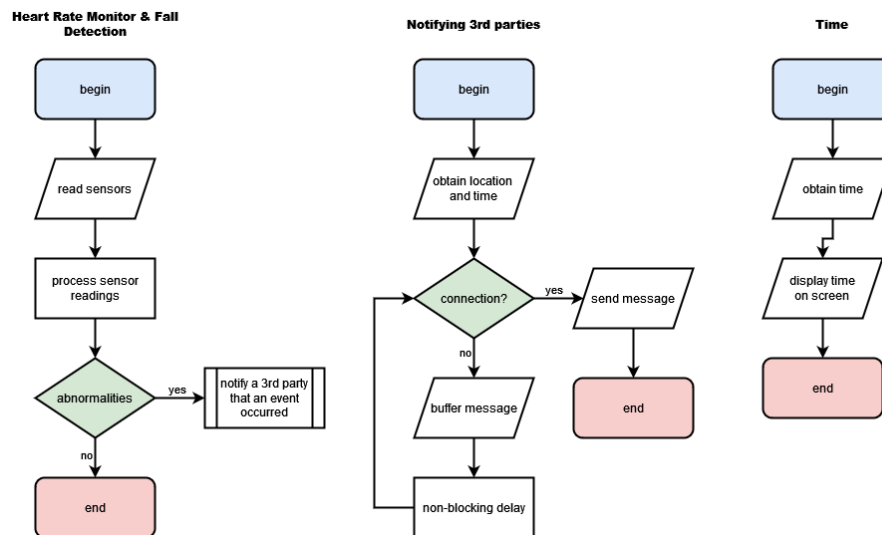 Heart Rate Monitor & Fall
Detection
begin
read sensors
process sensor
readings
abnormalities
yes
notify a 3rd party
that an event
occurred
no
end
Notifying 3rd parties
begin
obtain location
and time
connection?
yes
send message
end
no
buffer message
non-blocking delay
Time
begin
obtain time
display time
on screen
end